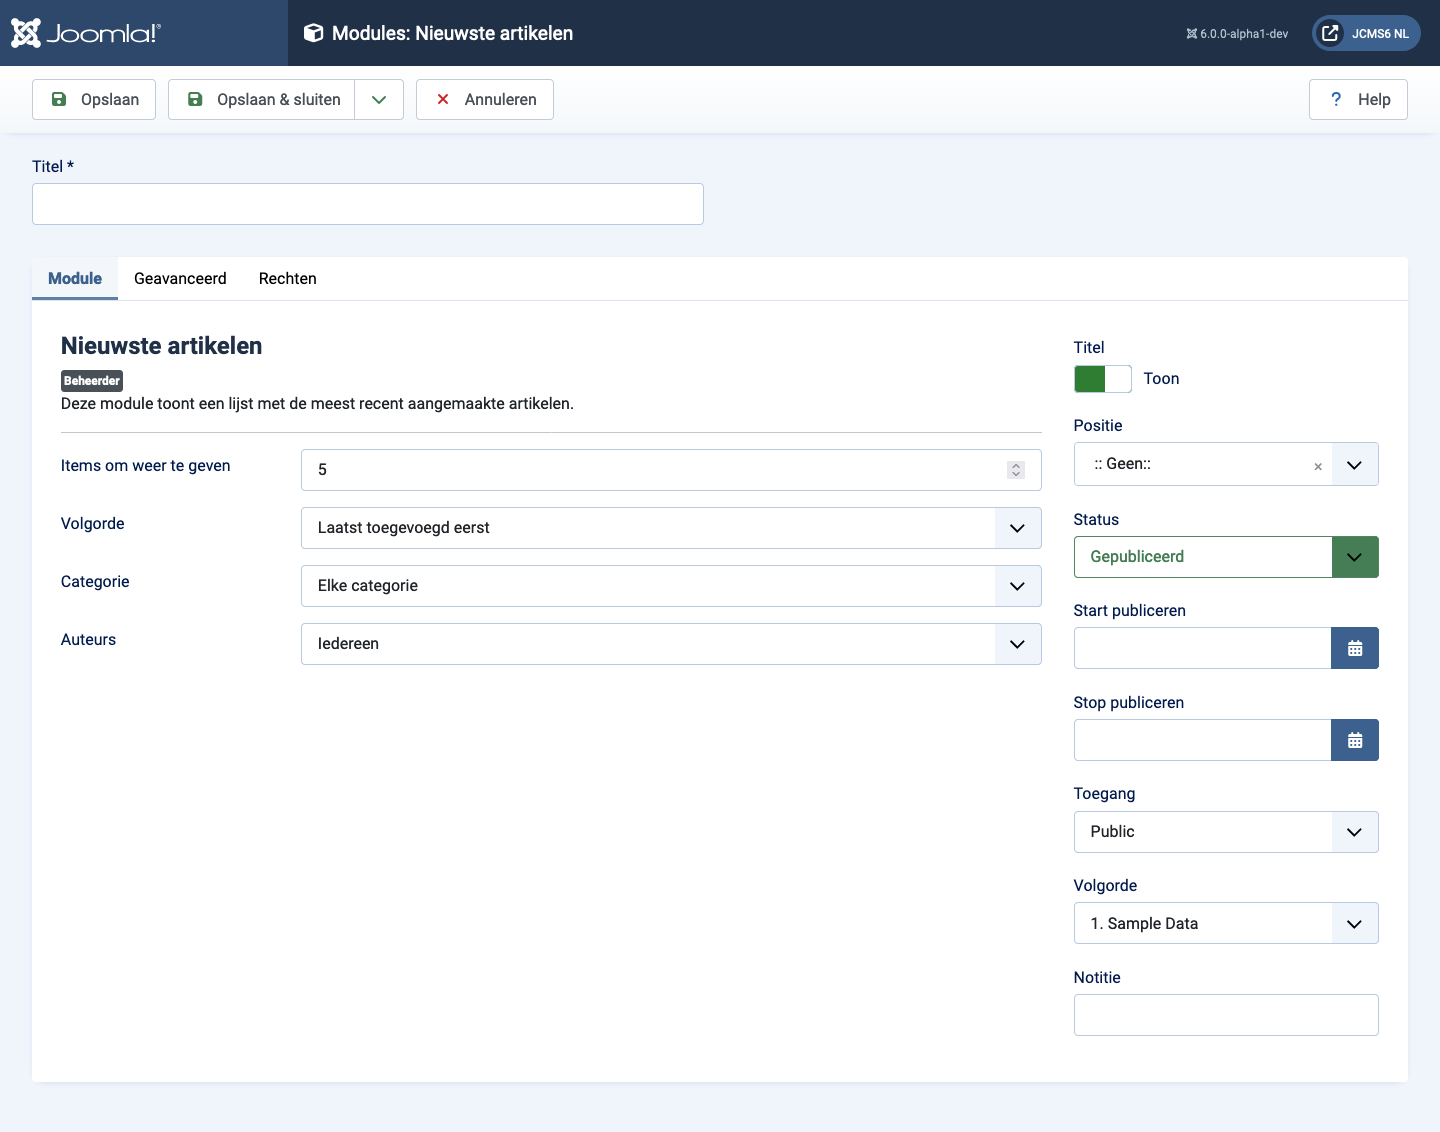 Joomla!®
Modules: Nieuwste artikelen
6.0.0-alpha1-dev
JCMS6 NL
Opslaan
Opslaan & sluiten
Annuleren
? Help
Titel *
Module
Geavanceerd
Rechten
Nieuwste artikelen
Beheerder
Deze module toont een lijst met de meest recent aangemaakte artikelen.
Items om weer te geven
5
Volgorde
Laatst toegevoegd eerst
Categorie
Elke categorie
Auteurs
Iedereen
Titel
Toon
Positie
:: Geen::
×
Status
Gepubliceerd
Start publiceren
Stop publiceren
Toegang
Public
Volgorde
1. Sample Data
Notitie